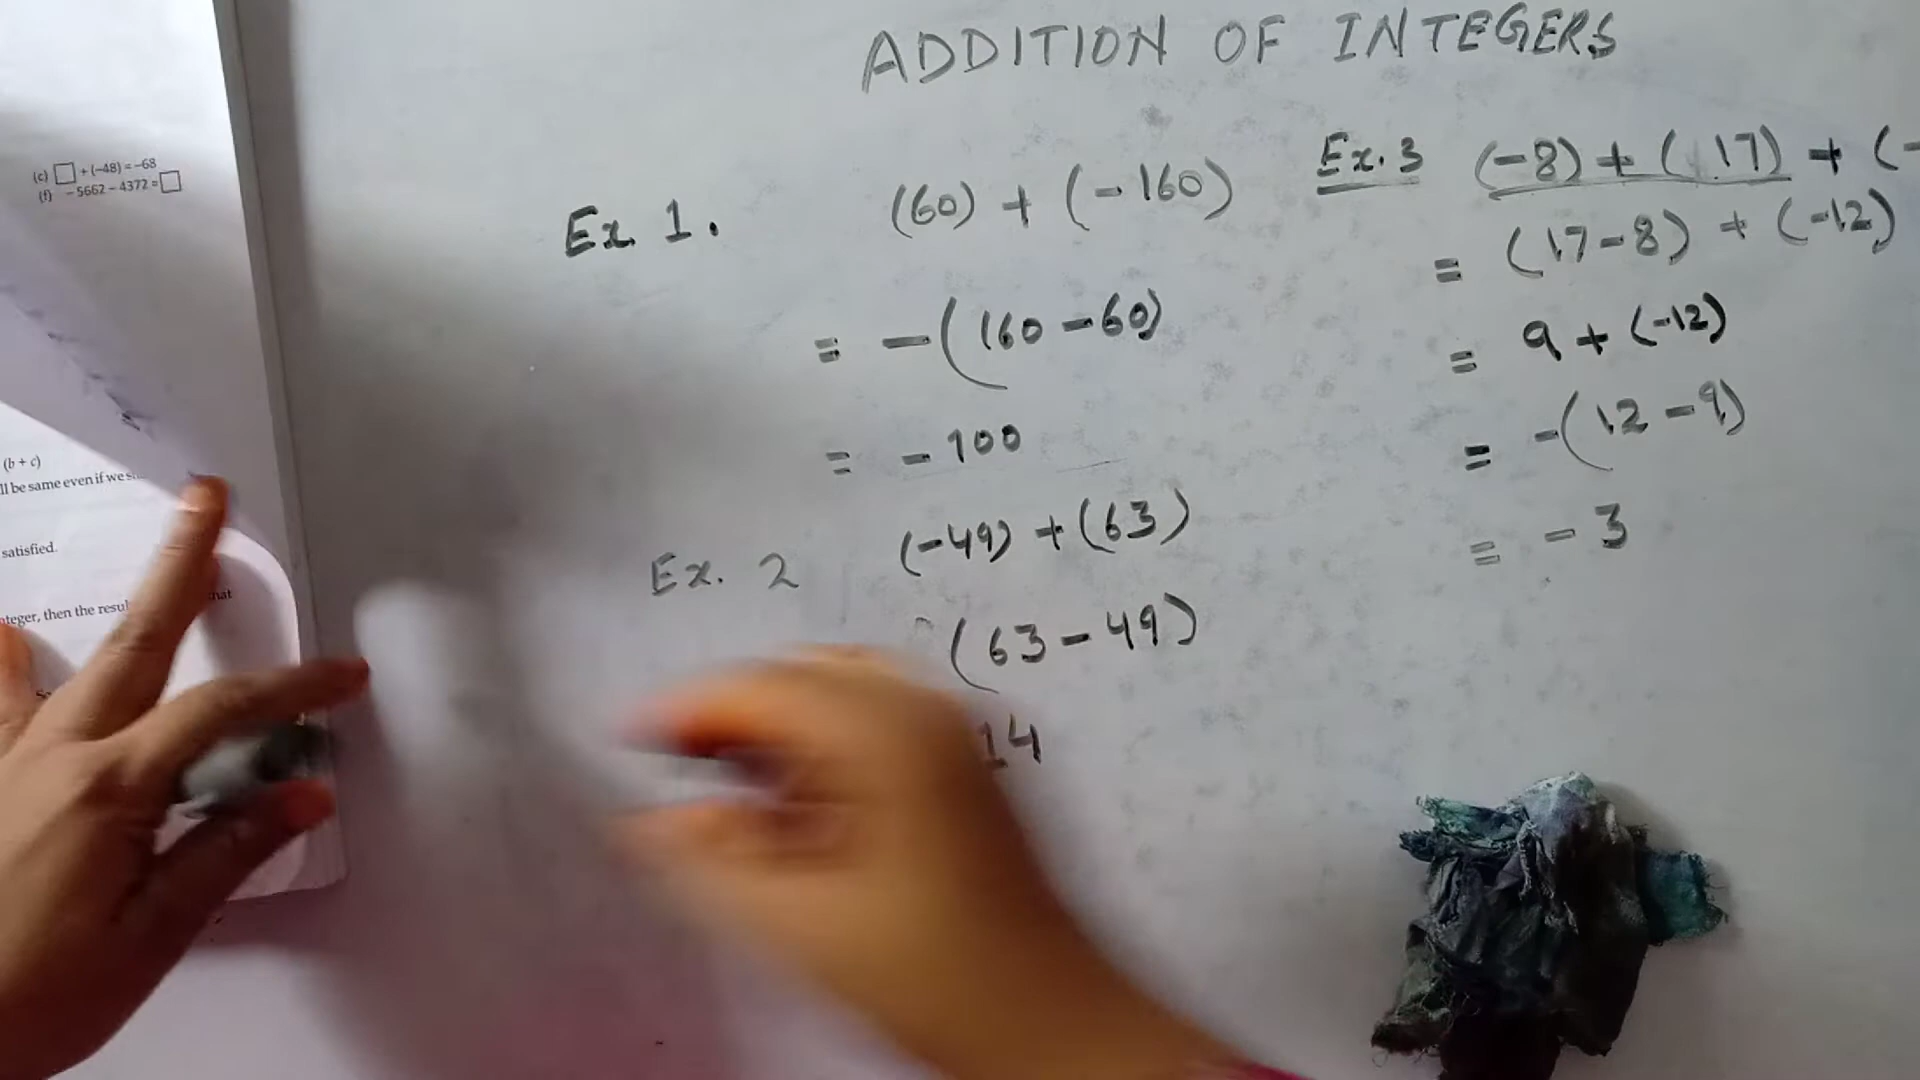 (c) □ + (–48) = –68
(f) – 5662 – 4372 = □
(b + c)
ll be same even if we
satisfied.
nteger, then the resul
ADDITION OF INTEGERS
Ex. 1. (60) + (-160)
= -(160-60)
= -100
Ex. 2 (-49) + (63)
(63-49)
14
Ex. 3 (-8) + (17) + (-
= (17-8) + (-12)
= 9 + (-12)
= -(12-9)
= -3